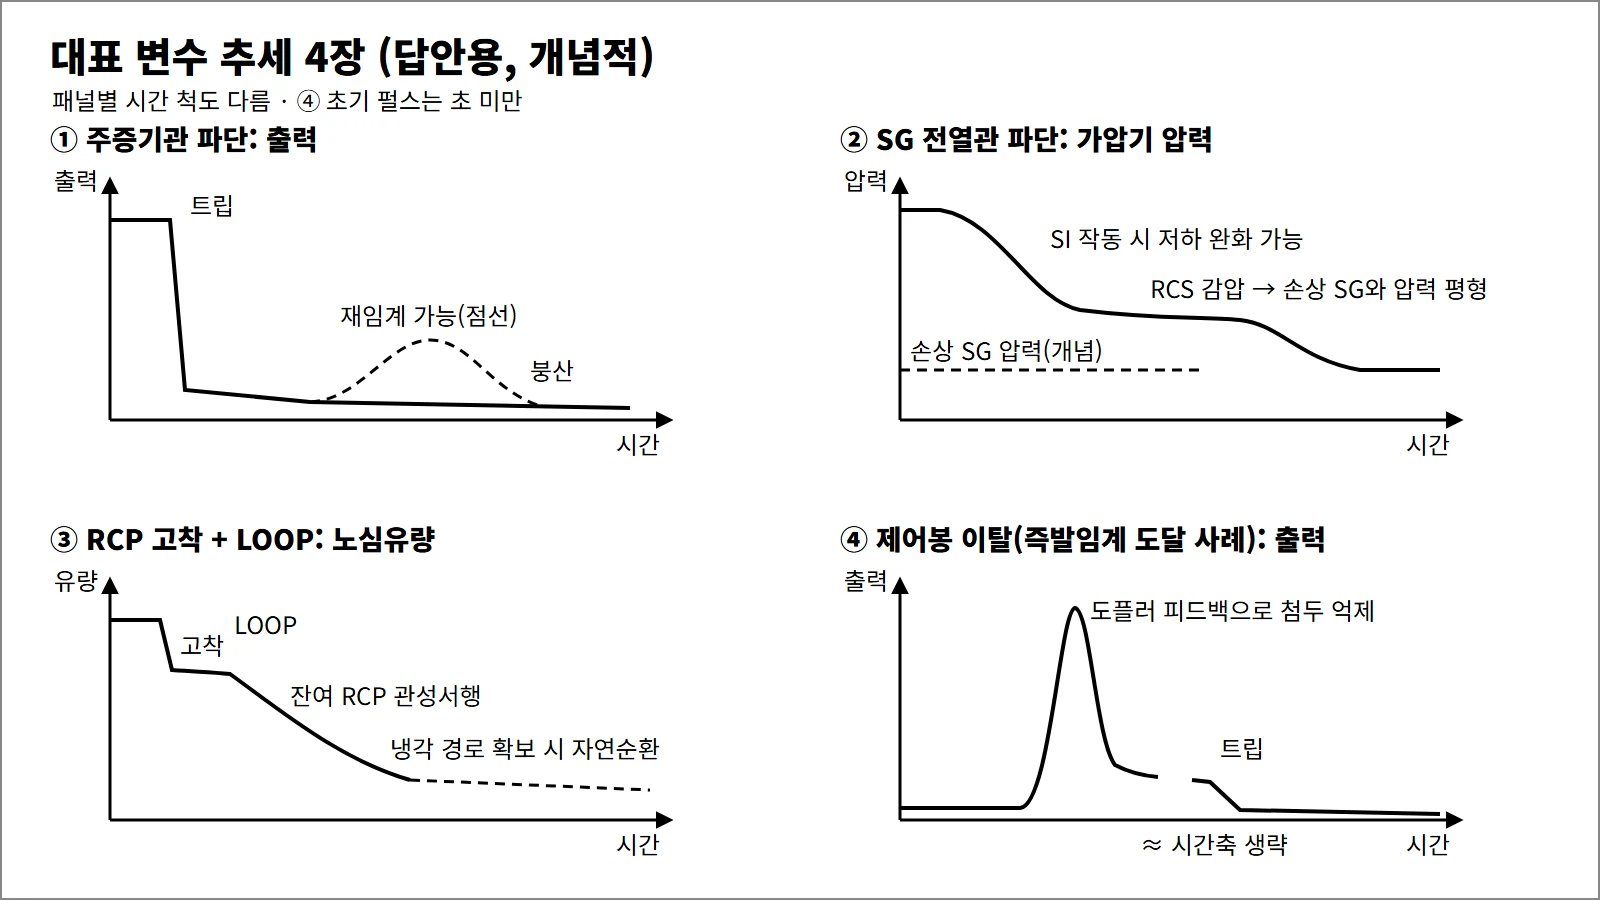 대표 변수 추세 4장 (답안용, 개념적)
패널별 시간 척도 다름 · ④ 초기 펄스는 초 미만
① 주증기관 파단: 출력
출력
트립
재임계 가능(점선)
붕산
시간
② SG 전열관 파단: 가압기 압력
압력
SI 작동 시 저하 완화 가능
RCS 감압 → 손상 SG와 압력 평형
손상 SG 압력(개념)
시간
③ RCP 고착 + LOOP: 노심유량
유량
LOOP
고착
잔여 RCP 관성서행
냉각 경로 확보 시 자연순환
시간
④ 제어봉 이탈(즉발임계 도달 사례): 출력
출력
도플러 피드백으로 첨두 억제
트립
≈ 시간축 생략
시간